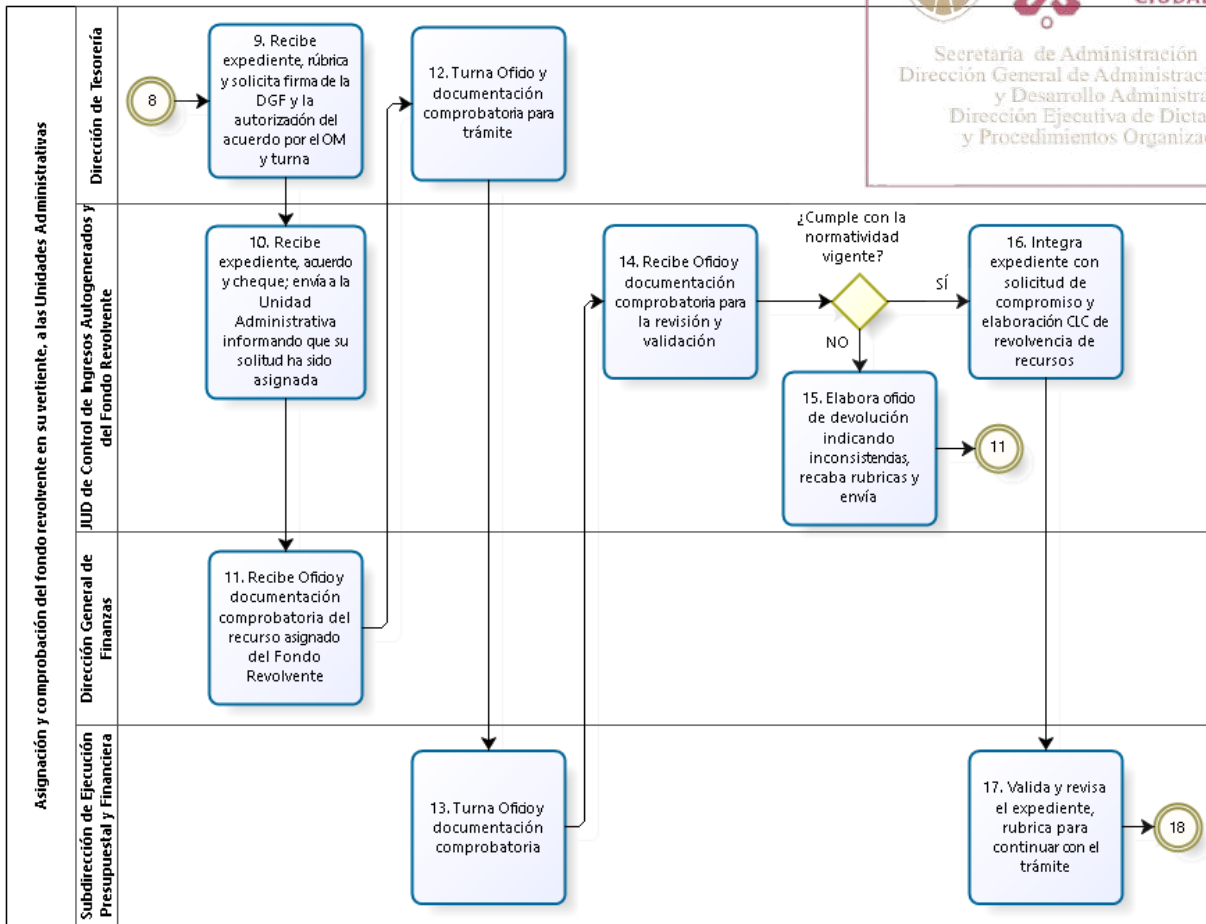 Asignación y comprobación del fondo revolvente en su vertiente, a las Unidades Administrativas
Dirección de Tesorería
8
9. Recibe
expediente, rúbrica
y solicita firma de la
DGF y la
autorización del
acuerdo por el OM
y turna
12. Turna Oficio y
documentación
comprobatoria para
trámite
Secretaría de Administración
Dirección General de
y Desarrollo
Dirección Ejecutiva de
y Procedimientos
JUD de Control de Ingresos Autogenerados y
del Fondo Revolvente
10. Recibe
expediente, acuerdo
y cheque; envía a la
Unidad
Administrativa
informando que su
solitud ha sido
asignada
14. Recibe Oficio y
documentación
comprobatoria para
la revisión y
validación
¿Cumple con la
normatividad
vigente?
SÍ
NO
16. Integra
expediente con
solicitud de
compromiso y
elaboración CLC de
revolvencia de
recursos
15. Elabora oficio
de devolución
indicando
inconsistencias,
recaba rubricas y
envía
11
Dirección General de
Finanzas
11. Recibe Oficio y
documentación
comprobatoria del
recurso asignado
del Fondo
Revolvente
Subdirección de Ejecución
Presupuestal y Financiera
13. Turna Oficio y
documentación
comprobatoria
17. Valida y revisa
el expediente,
rubrica para
continuar con el
trámite
18